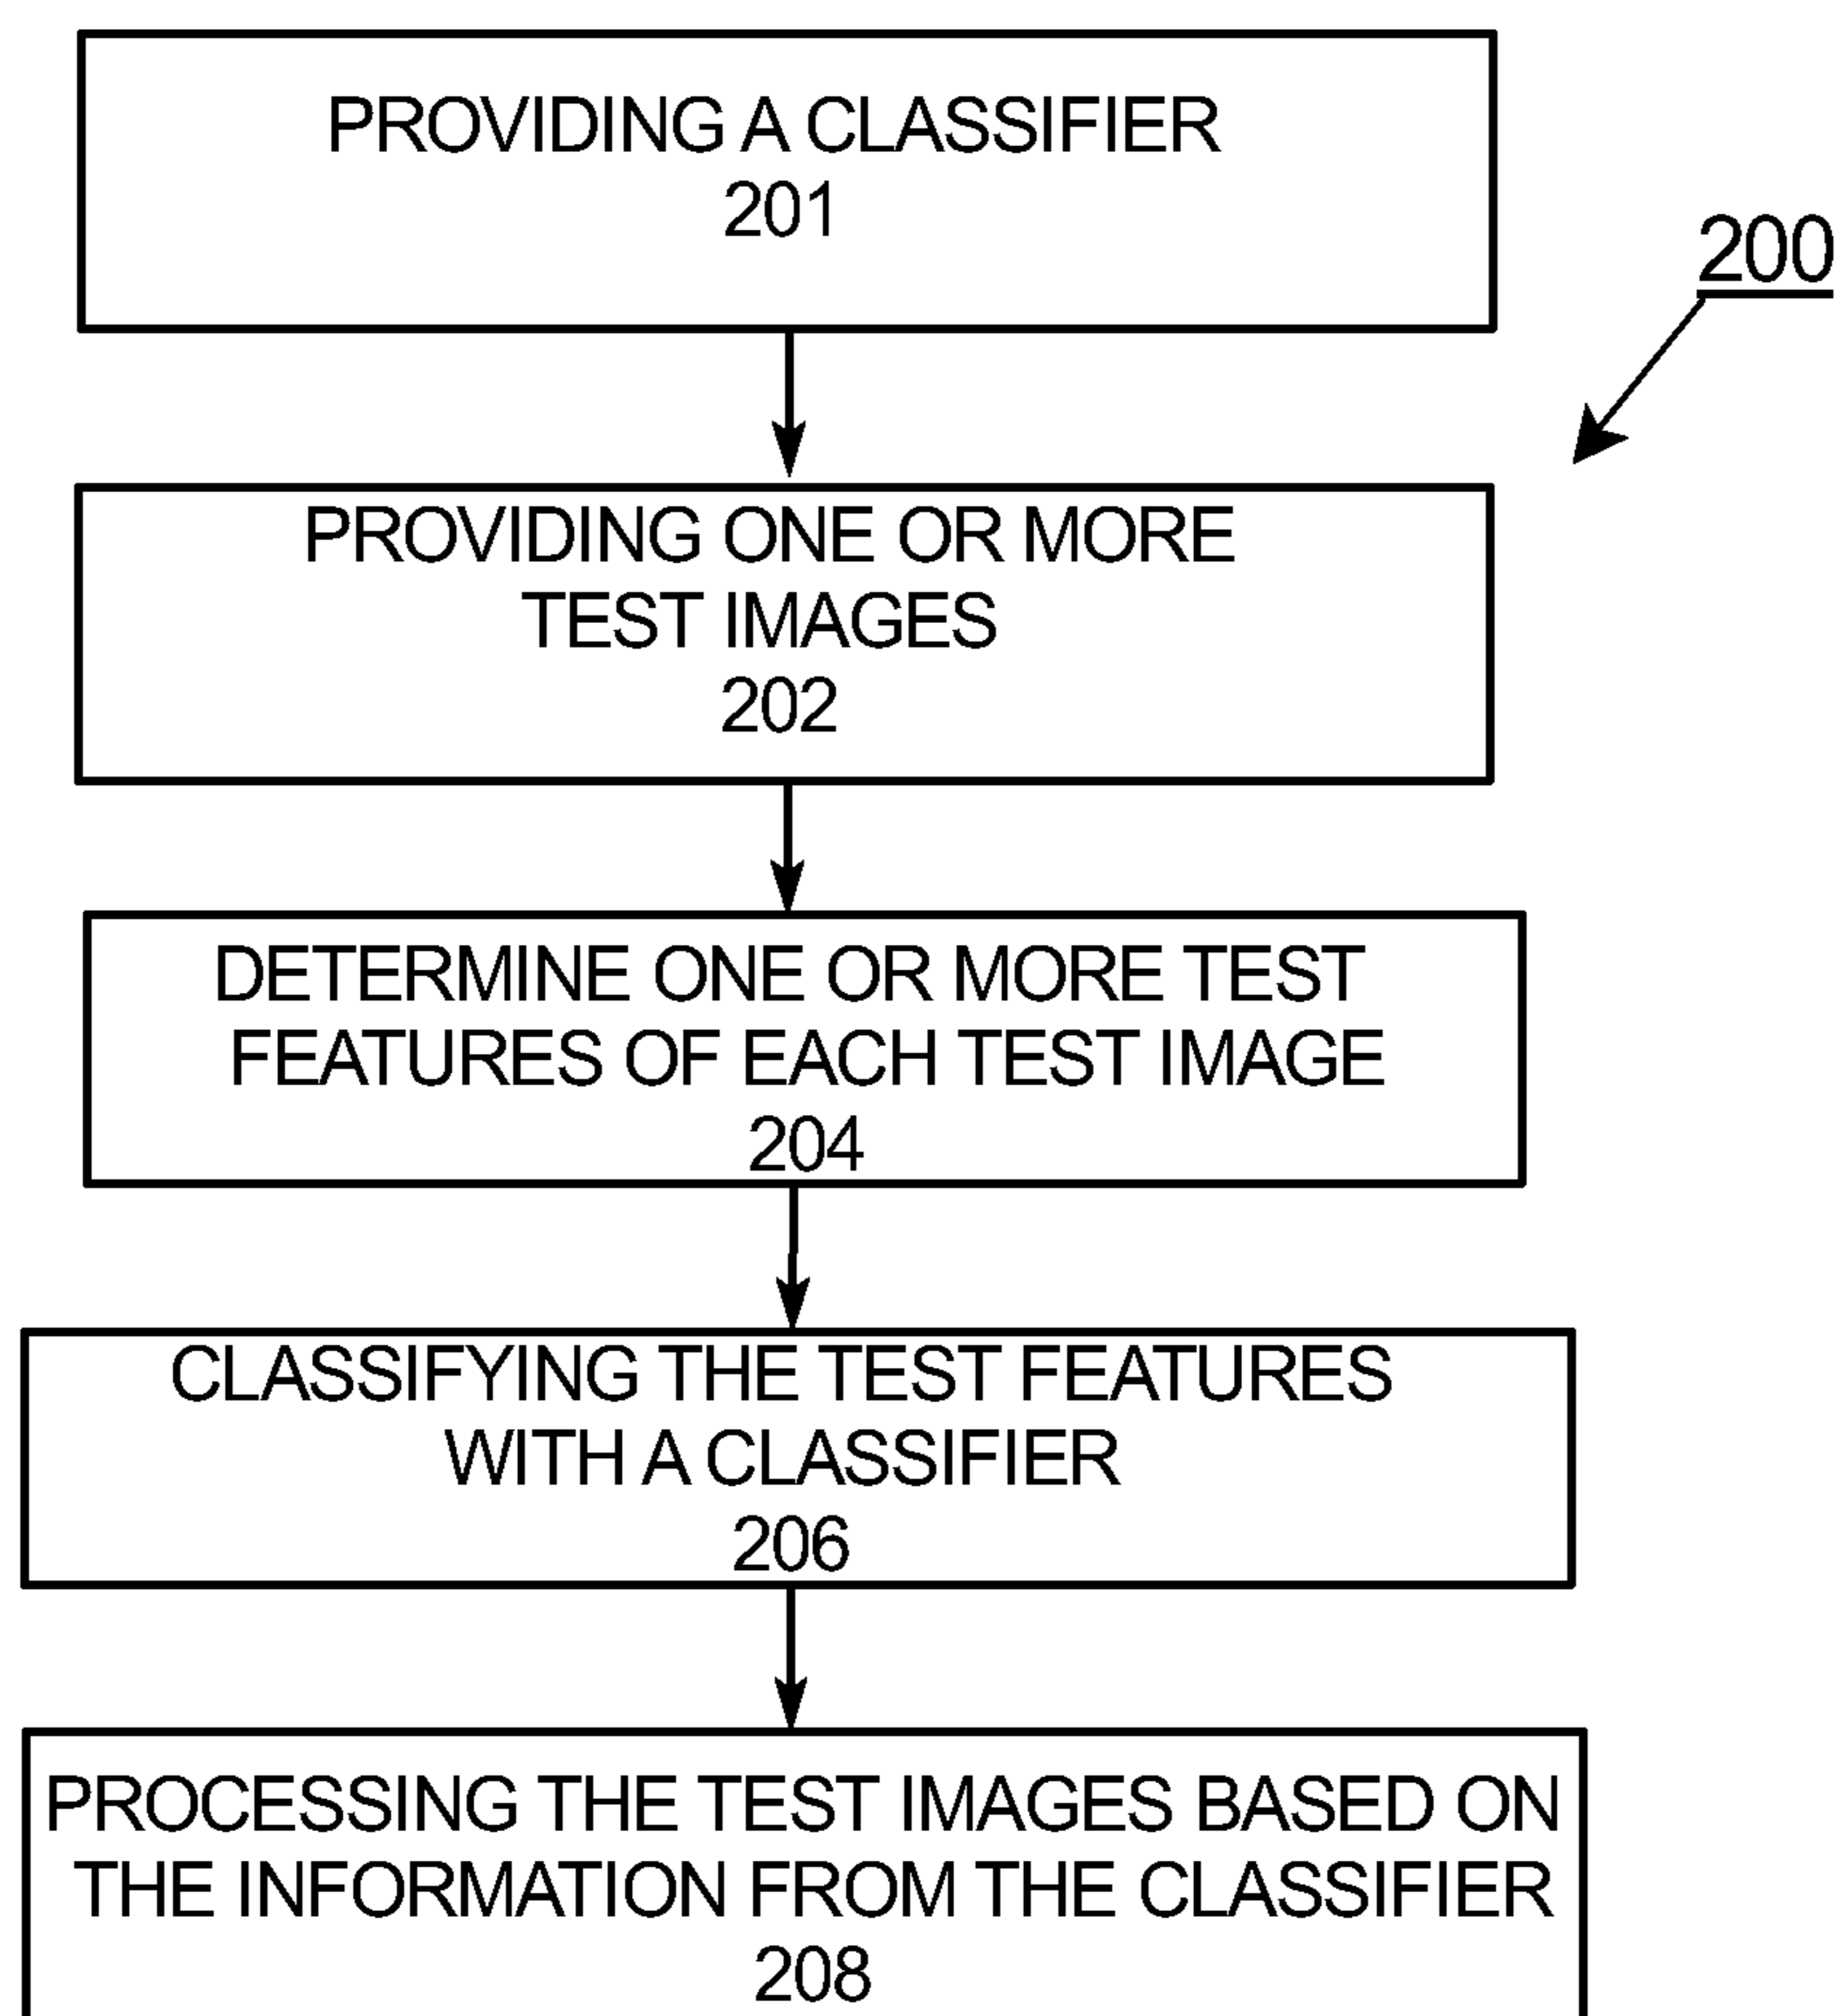 PROVIDING A CLASSIFIER
201
200
PROVIDING ONE OR MORE
TEST IMAGES
202
DETERMINE ONE OR MORE TEST
FEATURES OF EACH TEST IMAGE
204
CLASSIFYING THE TEST FEATURES
WITH A CLASSIFIER
206
PROCESSING THE TEST IMAGES BASED ON
THE INFORMATION FROM THE CLASSIFIER
208